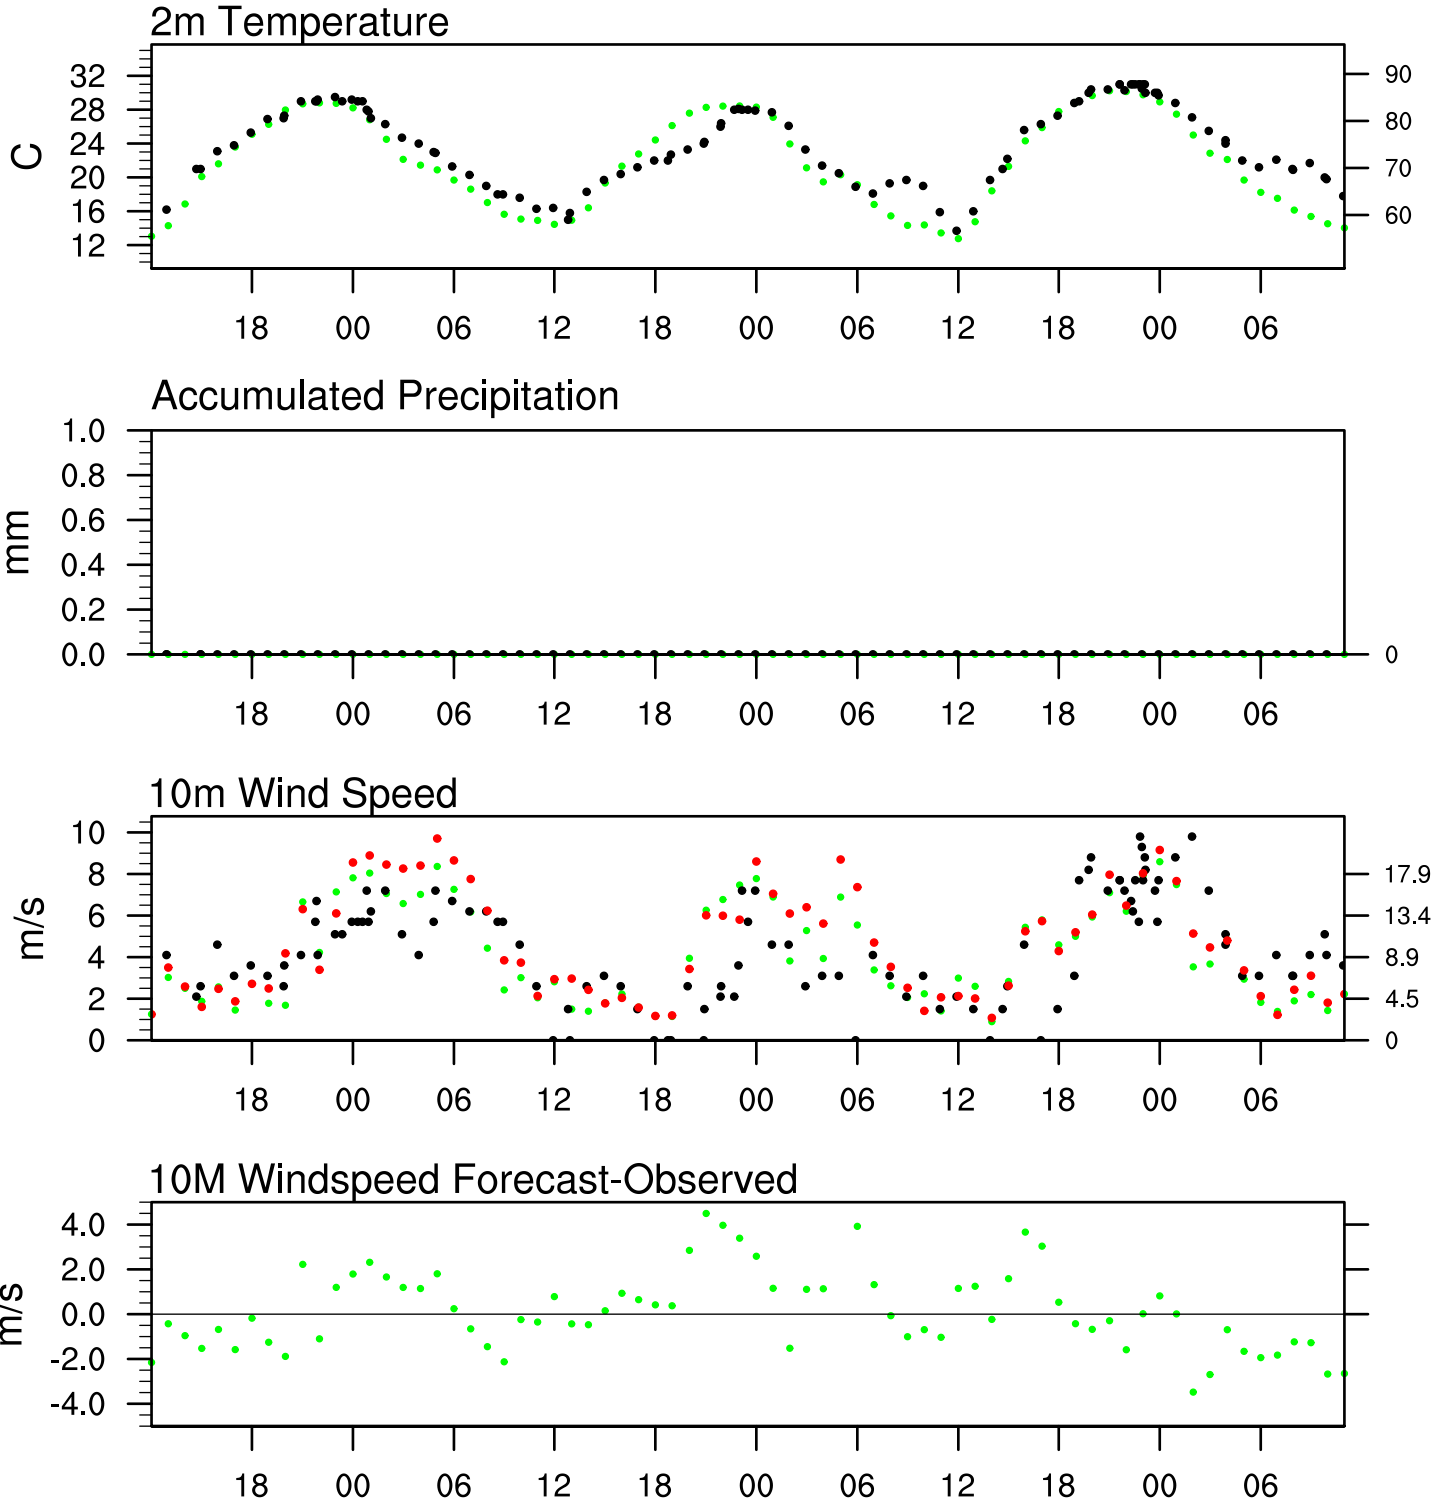 2m Temperature
32
28
24
20
16
12
C
90
80
70
60
18 00 06 12 18 00 06 12 18 00 06
Accumulated Precipitation
1.0
0.8
0.6
0.4
0.2
0.0
mm
0
18 00 06 12 18 00 06 12 18 00 06
10m Wind Speed
10
8
6
4
2
0
m/s
17.9
13.4
8.9
4.5
0
18 00 06 12 18 00 06 12 18 00 06
10M Windspeed Forecast-Observed
4.0
2.0
0.0
-2.0
-4.0
m/s
18 00 06 12 18 00 06 12 18 00 06